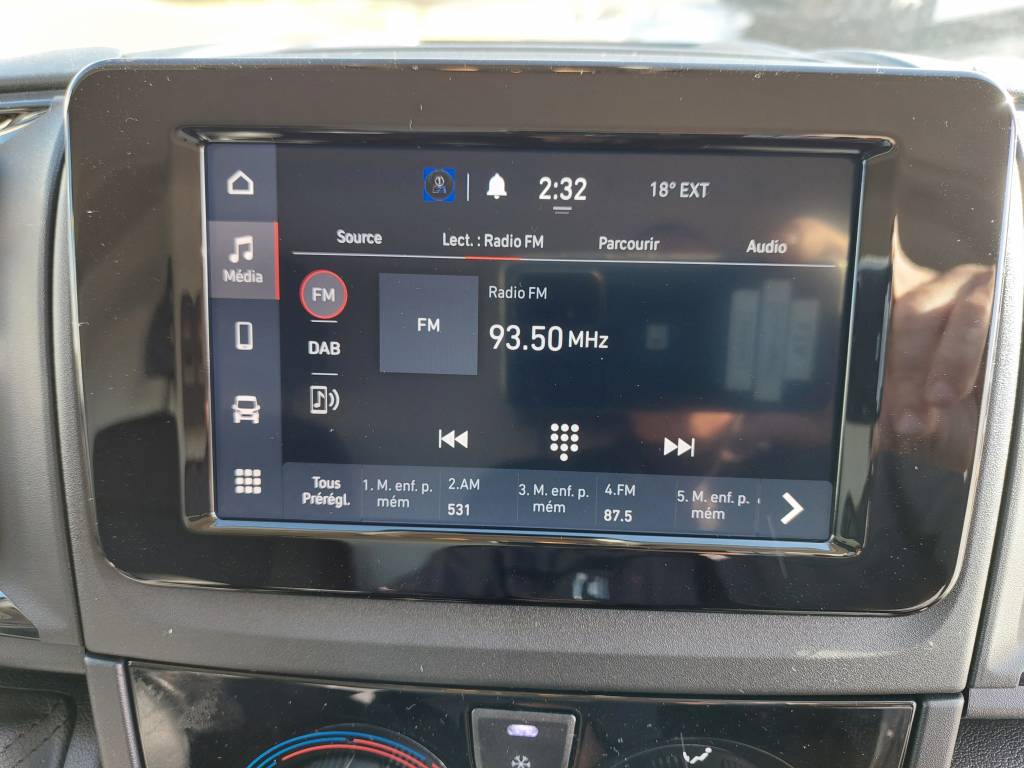 2:32
18° EXT
Source
Lect. : Radio FM
Parcourir
Audio
Média
FM
DAB
FM
Radio FM
93.50 MHz
Tous
Prérégl.
1. M. enf. p.
mém
2.AM
531
3. M. enf. p.
mém
4.FM
87.5
5. M. enf. p.
mém